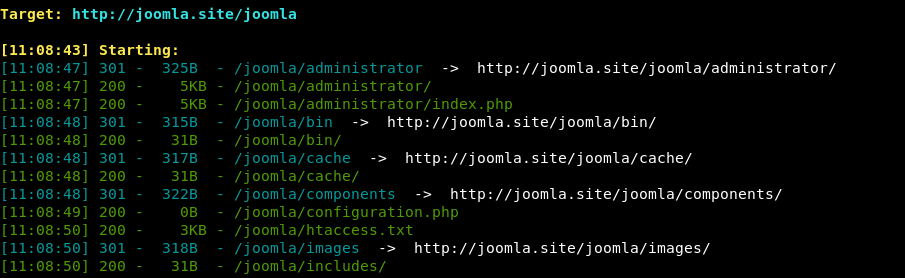 Target: http://joomla.site/joomla
[11:08:43] Starting:
[11:08:47] 301 -  325B  - /joomla/administrator  ->  http://joomla.site/joomla/administrator/
[11:08:47] 200 -    5KB - /joomla/administrator/
[11:08:47] 200 -    5KB - /joomla/administrator/index.php
[11:08:48] 301 -  315B  - /joomla/bin  ->  http://joomla.site/joomla/bin/
[11:08:48] 200 -   31B  - /joomla/bin/
[11:08:48] 301 -  317B  - /joomla/cache  ->  http://joomla.site/joomla/cache/
[11:08:48] 200 -   31B  - /joomla/cache/
[11:08:48] 301 -  322B  - /joomla/components  ->  http://joomla.site/joomla/components/
[11:08:49] 200 -    0B  - /joomla/configuration.php
[11:08:50] 200 -    3KB - /joomla/htaccess.txt
[11:08:50] 301 -  318B  - /joomla/images  ->  http://joomla.site/joomla/images/
[11:08:50] 200 -   31B  - /joomla/includes/